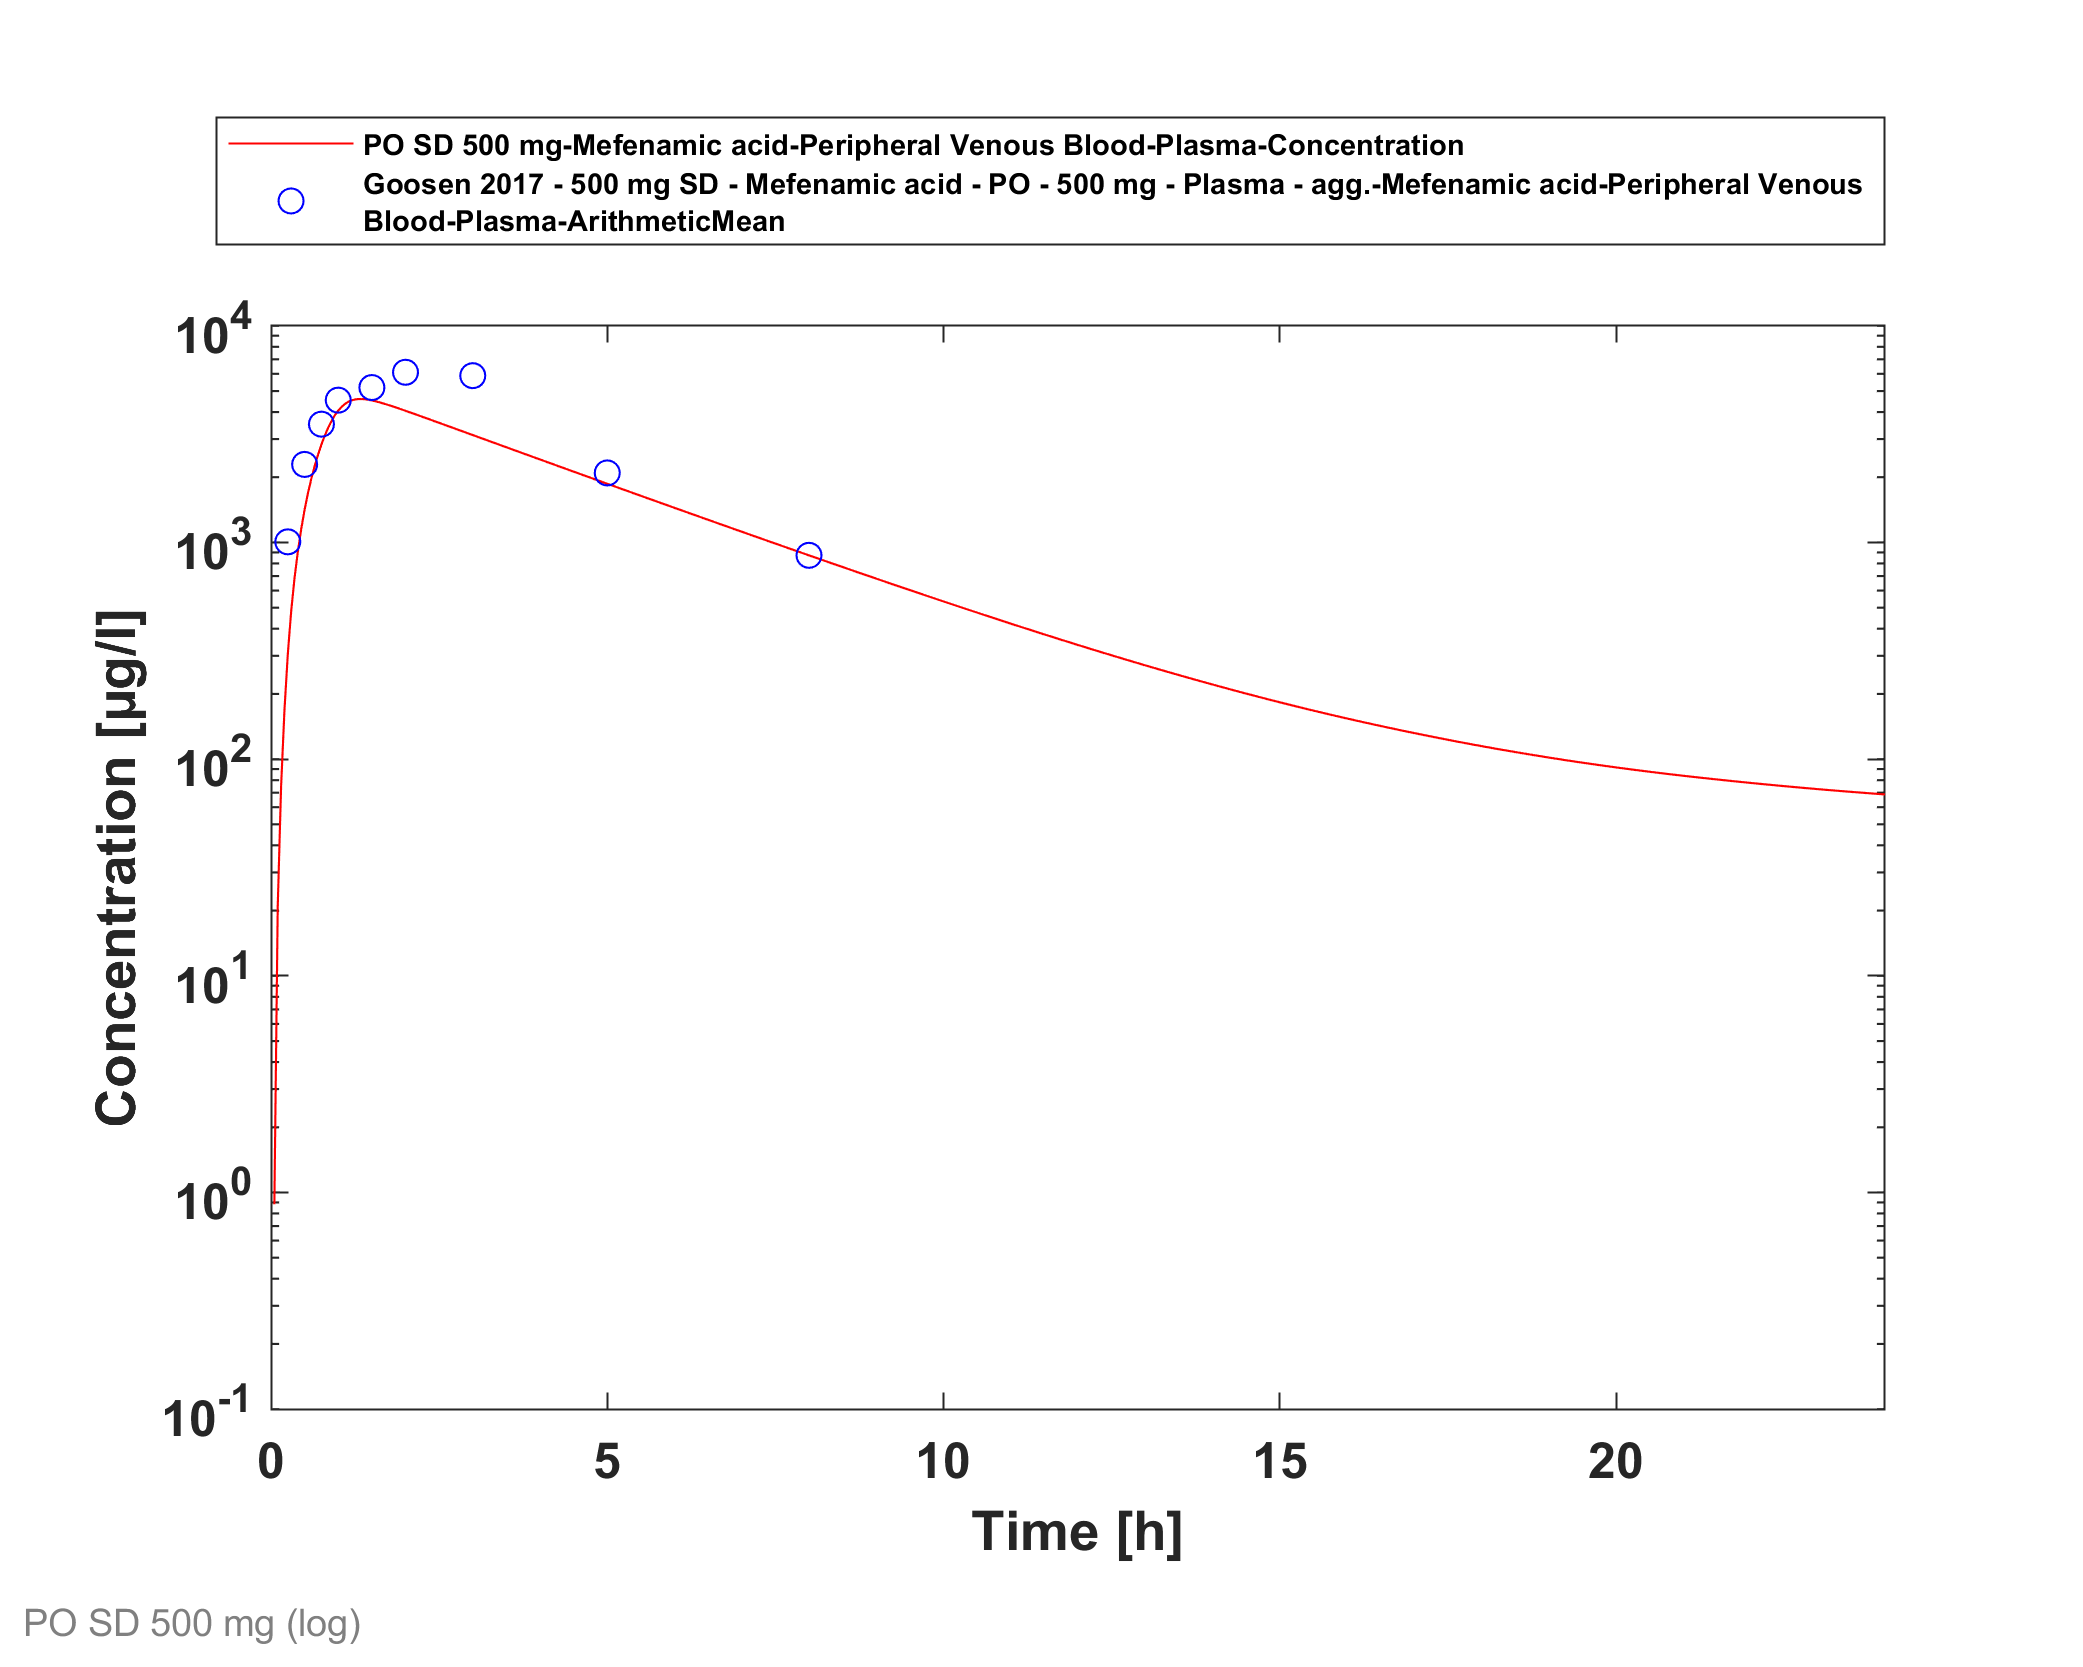 PO SD 500 mg-Mefenamic acid-Peripheral Venous Blood-Plasma-Concentration
Goosen 2017 - 500 mg SD - Mefenamic acid - PO - 500 mg - Plasma - agg.-Mefenamic acid-Peripheral Venous
Blood-Plasma-ArithmeticMean
10^4
10^3
10^2
10^1
10^0
10^-1
Concentration [µg/l]
0 5 10 15 20
Time [h]
PO SD 500 mg (log)